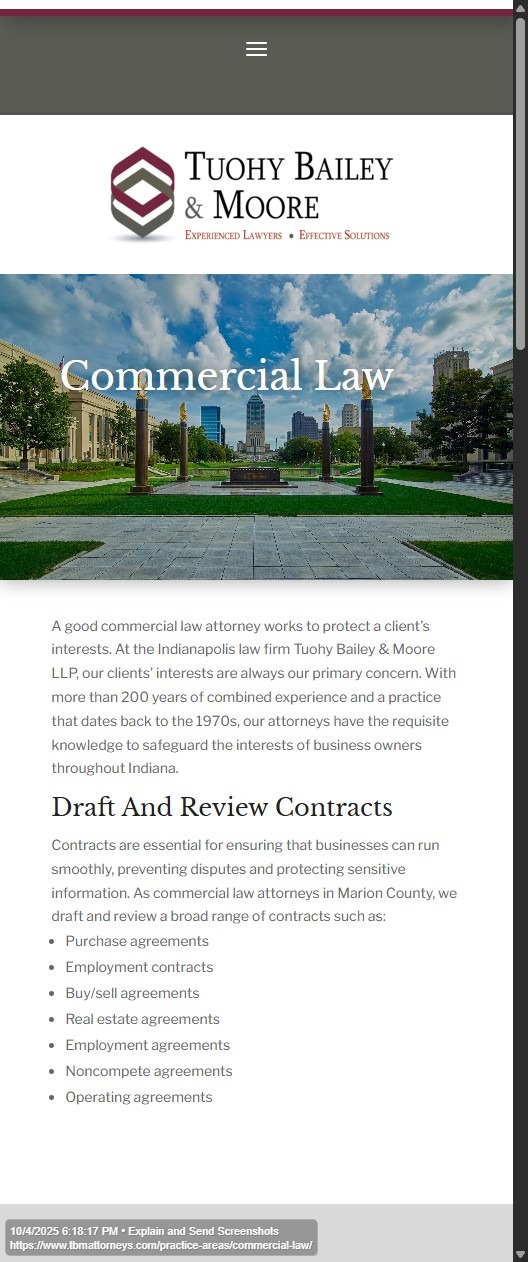 TUOHY BAILEY
& MOORE
EXPERIENCED LAWYERS • EFFECTIVE SOLUTIONS
Commercial Law
A good commercial law attorney works to protect a client’s
interests. At the Indianapolis law firm Tuohy Bailey & Moore
LLP, our clients’ interests are always our primary concern. With
more than 200 years of combined experience and a practice
that dates back to the 1970s, our attorneys have the requisite
knowledge to safeguard the interests of business owners
throughout Indiana.
Draft And Review Contracts
Contracts are essential for ensuring that businesses can run
smoothly, preventing disputes and protecting sensitive
information. As commercial law attorneys in Marion County, we
draft and review a broad range of contracts such as:
• Purchase agreements
• Employment contracts
• Buy/sell agreements
• Real estate agreements
• Employment agreements
• Noncompete agreements
• Operating agreements
10/4/2025 6:18:17 PM • Explain and Send Screenshots
https://www.tbmattorneys.com/practice-areas/commercial-law/